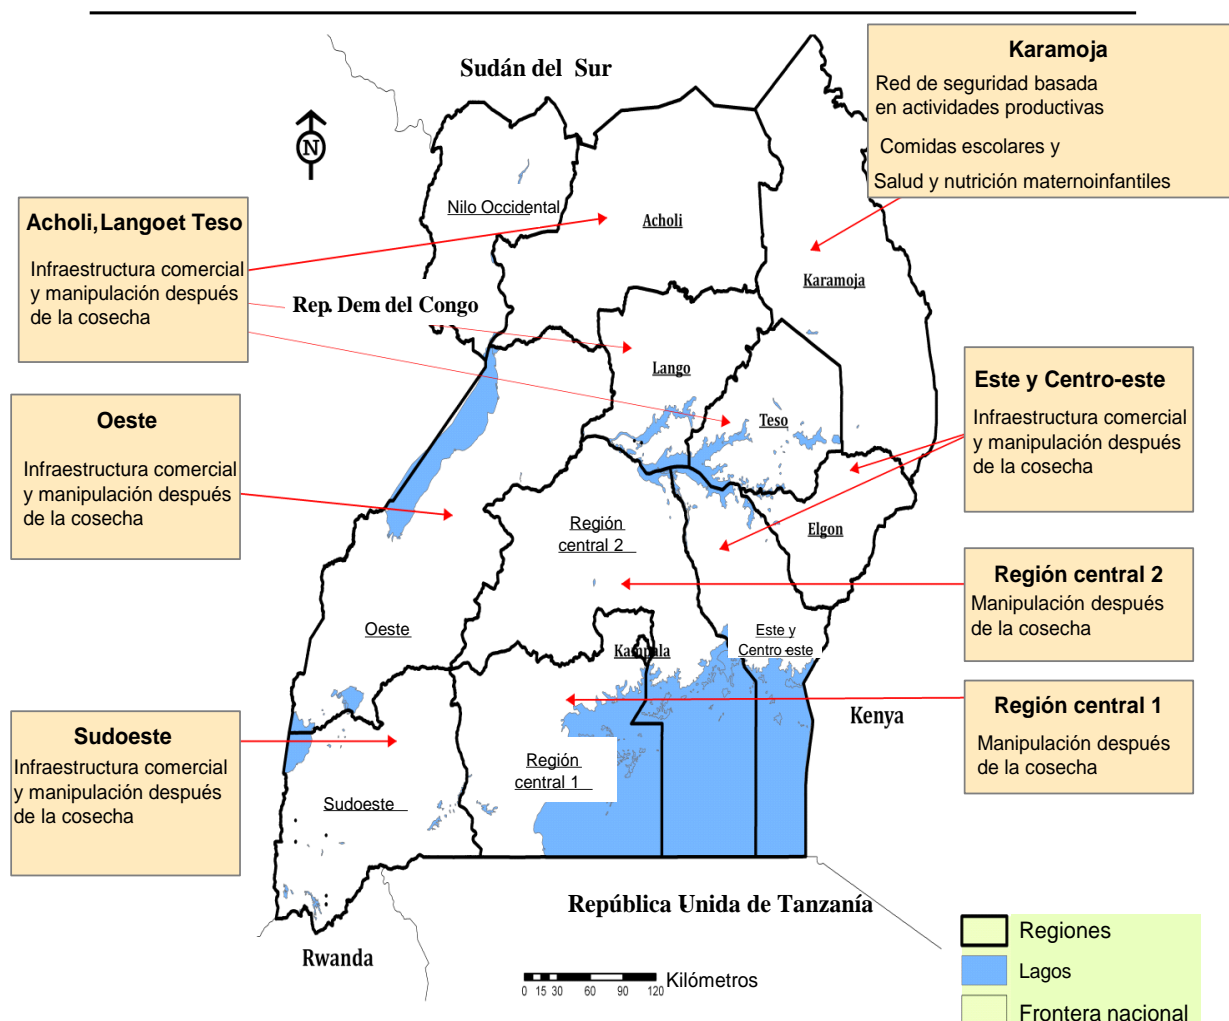 Karamoja
Red de seguridad basada
en actividades productivas
Comidas escolares y
Salud y nutrición maternoinfantiles
Sudán del Sur
N
Nilo Occidental
Acholi
Karamoja
Acholi,Langoet Teso
Infraestructura comercial
y manipulación después
de la cosecha
Rep. Dem del Congo
Lango
Teso
Este y Centro-este
Infraestructura comercial
y manipulación después
de la cosecha
Oeste
Infraestructura comercial
y manipulación después
de la cosecha
Región
central 2
Elgon
Región central 2
Manipulación después
de la cosecha
Oeste
Kampala
Este y
Centro-este
Región central 1
Manipulación después
de la cosecha
Kenya
Sudoeste
Infraestructura comercial
y manipulación después
de la cosecha
Región
central 1
Sudoeste
República Unida de Tanzanía
Rwanda
Kilómetros
0 15 30 60 90 120
Regiones
Lagos
Frontera nacional